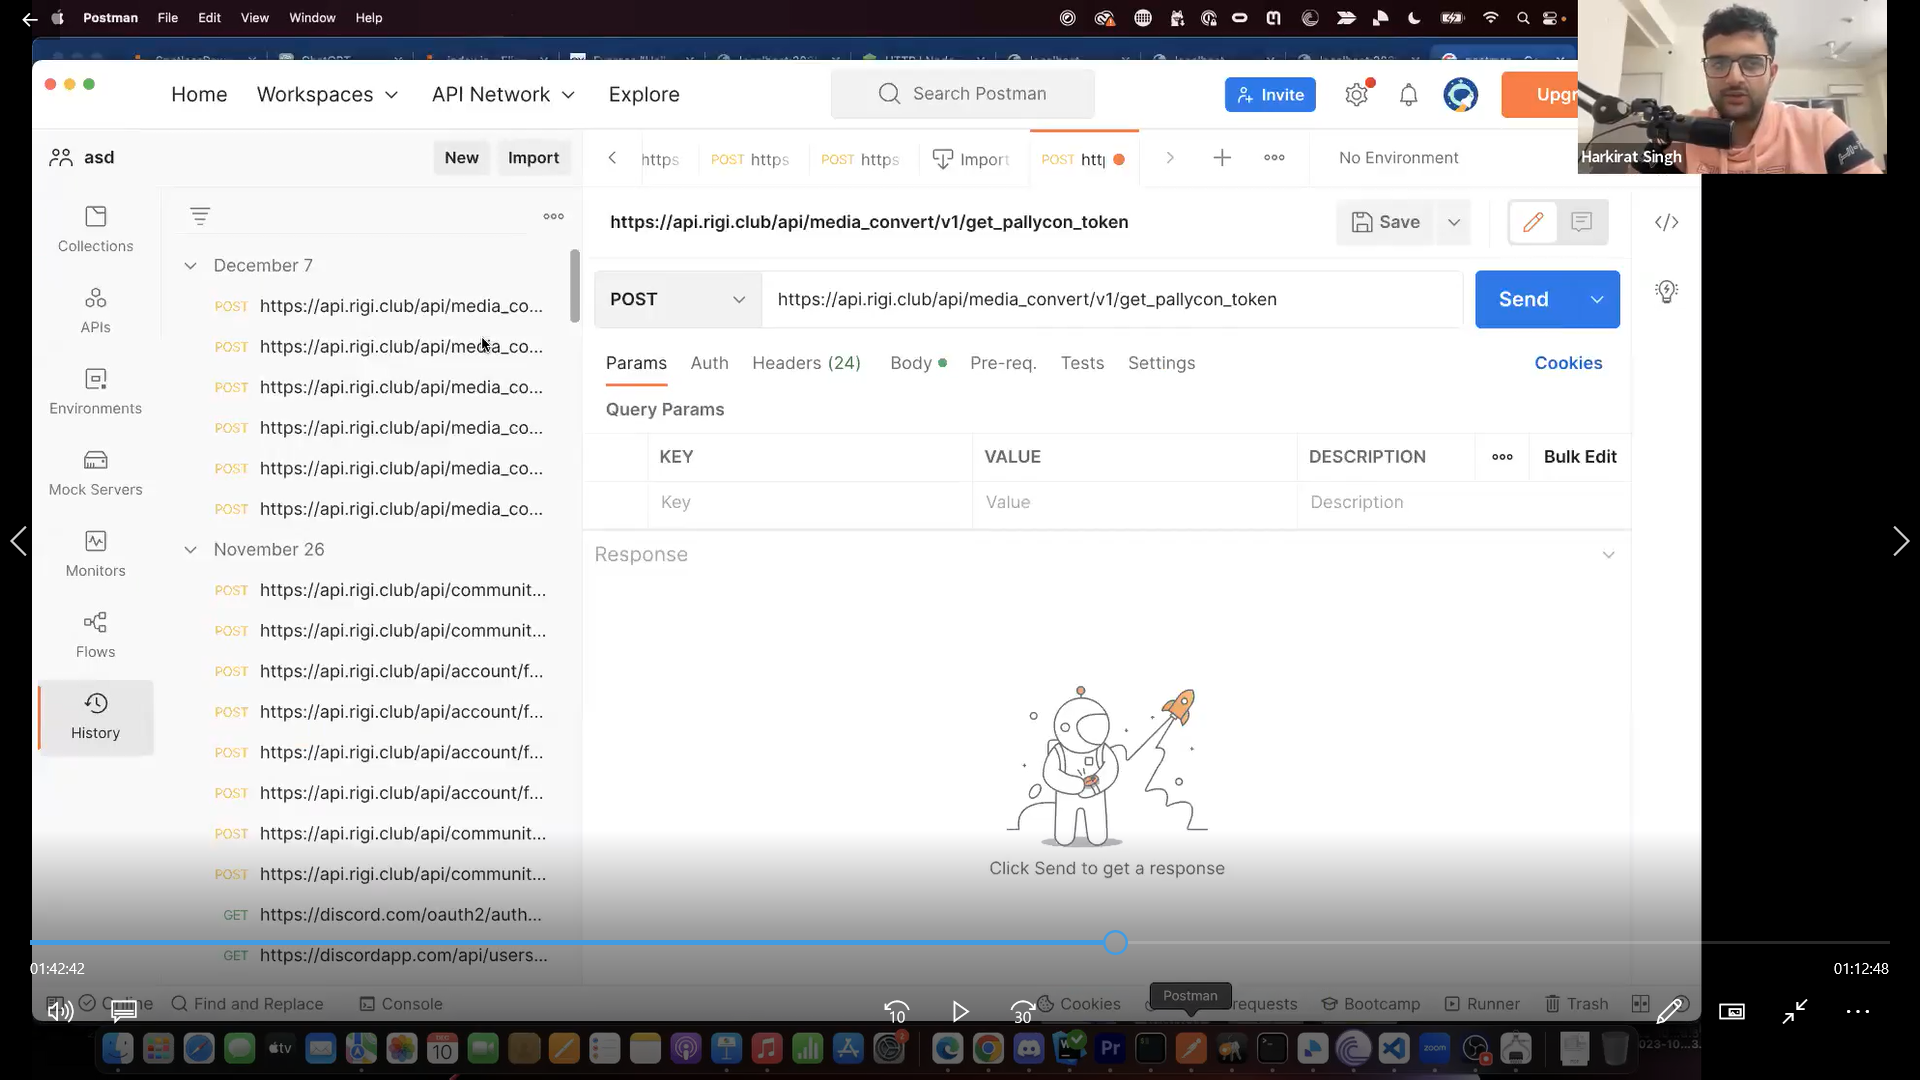 Postman File Edit View Window Help
Home Workspaces API Network Explore
Search Postman
Invite
Upgr
Harkirat Singh
asd
New Import
https POST https POST https Import POST htt
No Environment
Collections
APIs
Environments
Mock Servers
Monitors
Flows
History
December 7
POST https://api.rigi.club/api/media_co...
POST https://api.rigi.club/api/media_co...
POST https://api.rigi.club/api/media_co...
POST https://api.rigi.club/api/media_co...
POST https://api.rigi.club/api/media_co...
POST https://api.rigi.club/api/media_co...
November 26
POST https://api.rigi.club/api/communit...
POST https://api.rigi.club/api/communit...
POST https://api.rigi.club/api/account/f...
POST https://api.rigi.club/api/account/f...
POST https://api.rigi.club/api/account/f...
POST https://api.rigi.club/api/account/f...
POST https://api.rigi.club/api/communit...
POST https://api.rigi.club/api/communit...
GET https://discord.com/oauth2/auth...
GET https://discordapp.com/api/users...
https://api.rigi.club/api/media_convert/v1/get_pallycon_token
Save
POST https://api.rigi.club/api/media_convert/v1/get_pallycon_token
Send
Params Auth Headers (24) Body Pre-req. Tests Settings Cookies
Query Params
KEY VALUE DESCRIPTION Bulk Edit
Key Value Description
Response
Click Send to get a response
01:42:42
01:12:48
Online Find and Replace Console
Cookies requests Bootcamp Runner Trash
Postman
10
30
tv
DEC
10
Pr
zoom